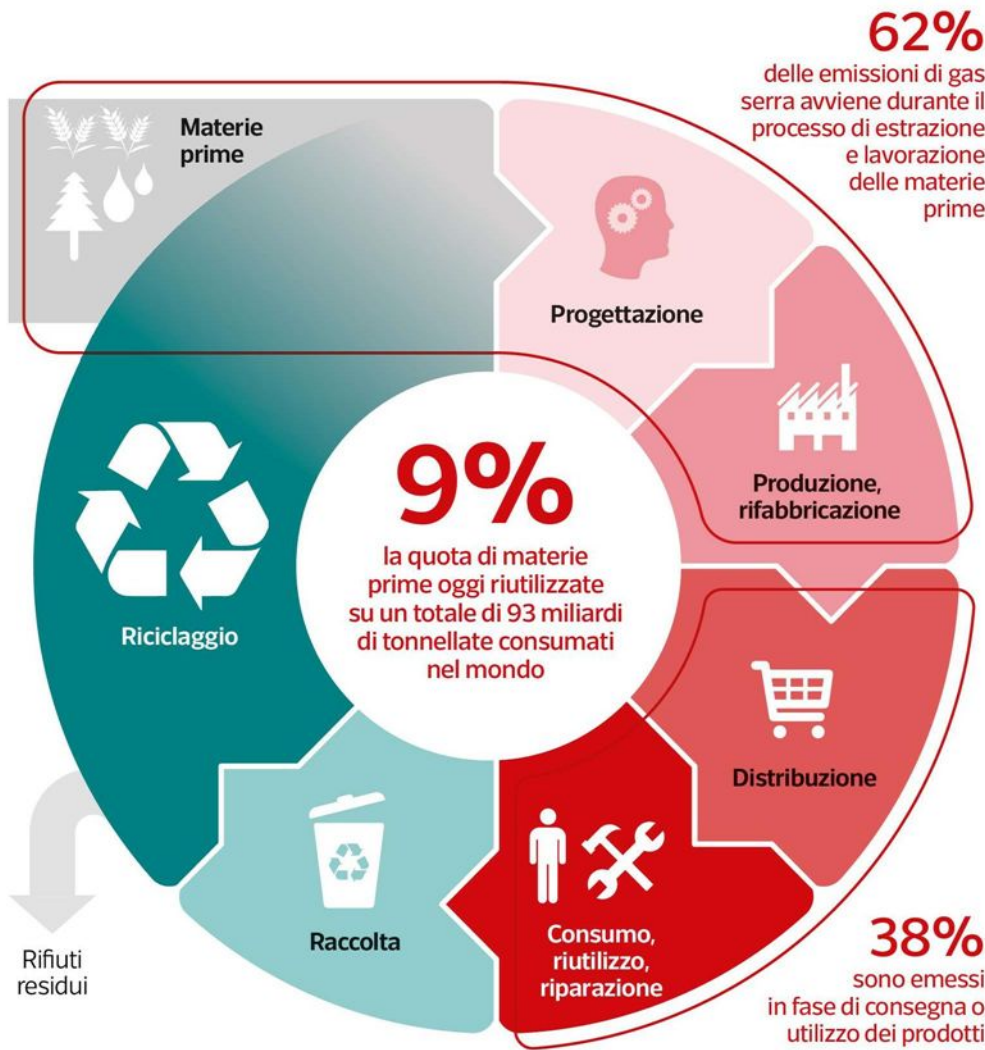 62%
delle emissioni di gas
serra avviene durante il
processo di estrazione
e lavorazione
delle materie
prime
Materie
prime
Progettazione
Produzione,
rifabbricazione
9%
la quota di materie
prime oggi riutilizzate
su un totale di 93 miliardi
di tonnellate consumati
nel mondo
Riciclaggio
Distribuzione
Raccolta
Consumo,
riutilizzo,
riparazione
Rifiuti
residui
38%
sono emessi
in fase di consegna o
utilizzo dei prodotti